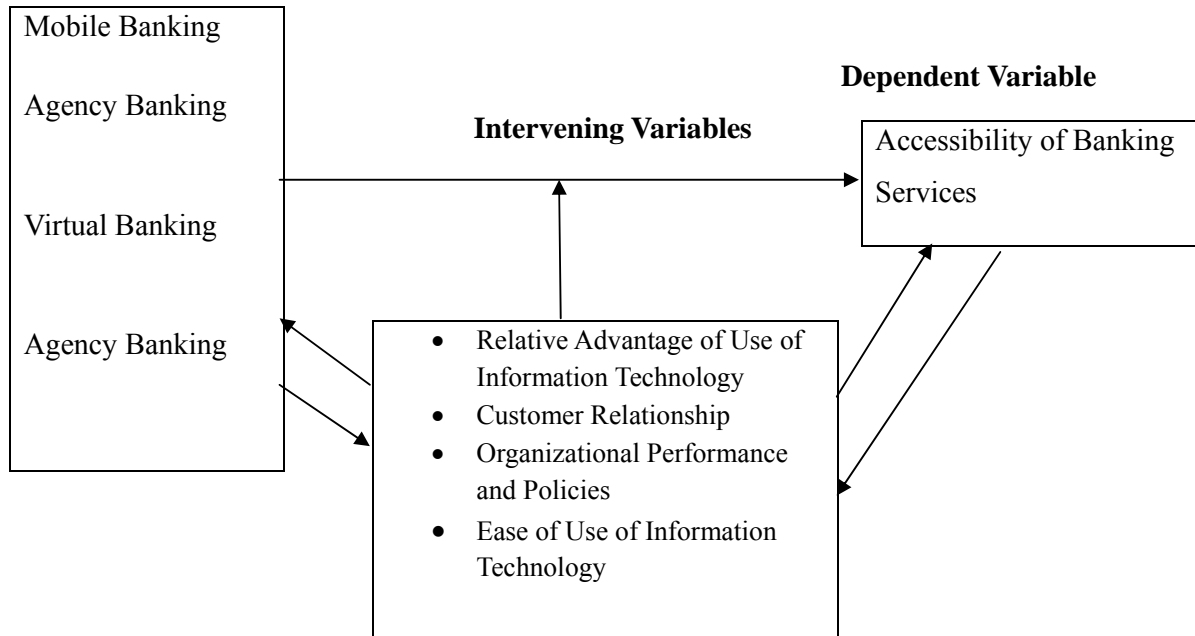 Mobile Banking
Agency Banking
Virtual Banking
Agency Banking
Intervening Variables
Dependent Variable
Accessibility of Banking
Services
• Relative Advantage of Use of
Information Technology
• Customer Relationship
• Organizational Performance
and Policies
• Ease of Use of Information
Technology